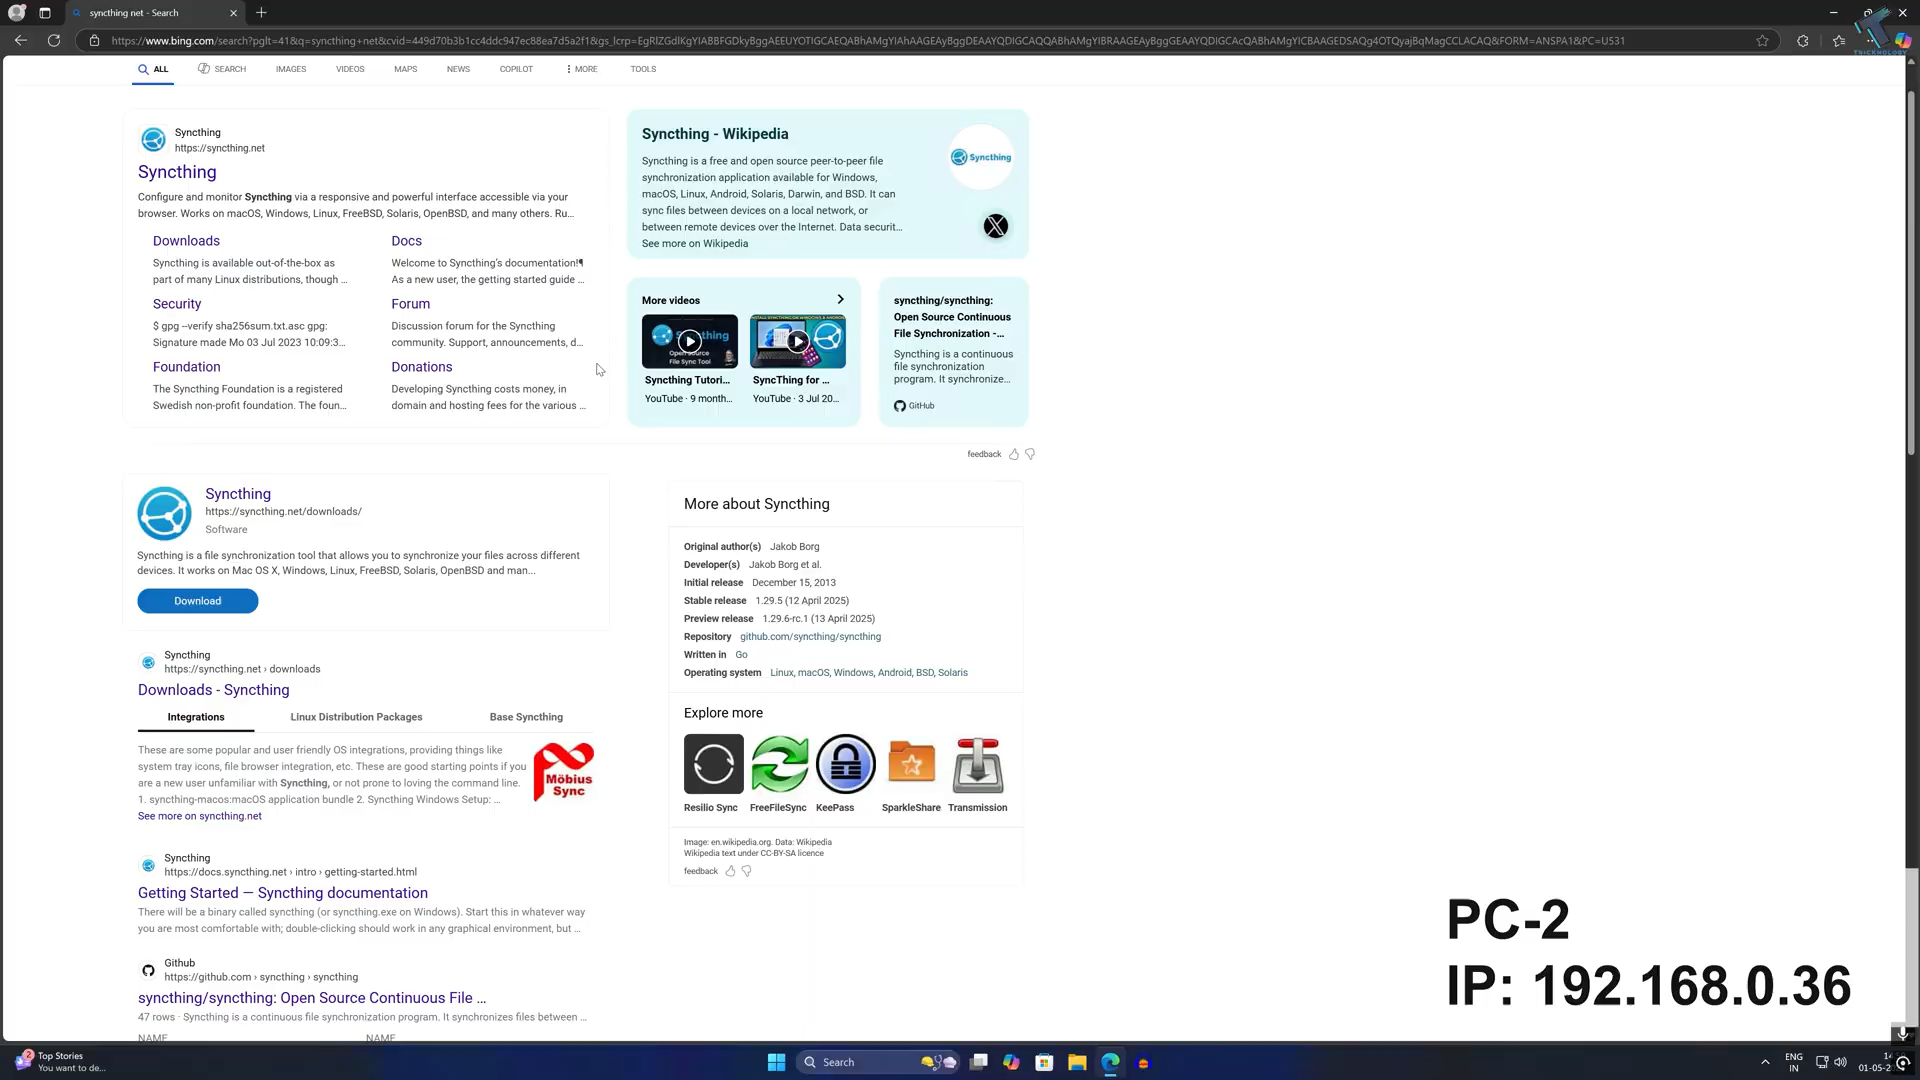 syncthing net - Search
https://www.bing.com/search?pglt=41&q=syncthing+net&cvid=449d70b3b1cc4ddc947ec88ea7d5a2f1&gs_lcrp=EgRlZGdlKgYIABBFGDkyBggAEEUYOTIGCAEQABhAMgYIAhAAGEAyBggDEAAYQDIGCAQQABhAMgYIBRAAGEAyBggGEAAYQDIGCAcQABhAMgYICBAAGEDSAQg4OTQyajBqMagCCLACAQ&FORM=ANSPA1&PC=U531
TRICKNOLOGY
ALL
SEARCH
IMAGES
VIDEOS
MAPS
NEWS
COPILOT
MORE
TOOLS
Syncthing
https://syncthing.net
Syncthing
Configure and monitor Syncthing via a responsive and powerful interface accessible via your
browser. Works on macOS, Windows, Linux, FreeBSD, Solaris, OpenBSD, and many others. Ru...
Downloads
Syncthing is available out-of-the-box as
part of many Linux distributions, though ...
Docs
Welcome to Syncthing's documentation!¶
As a new user, the getting started guide ...
Security
$ gpg --verify sha256sum.txt.asc gpg:
Signature made Mo 03 Jul 2023 10:09:3...
Forum
Discussion forum for the Syncthing
community. Support, announcements, d...
Foundation
The Syncthing Foundation is a registered
Swedish non-profit foundation. The foun...
Donations
Developing Syncthing costs money, in
domain and hosting fees for the various ...
Syncthing - Wikipedia
Syncthing is a free and open source peer-to-peer file
synchronization application available for Windows,
macOS, Linux, Android, Solaris, Darwin, and BSD. It can
sync files between devices on a local network, or
between remote devices over the Internet. Data securit...
See more on Wikipedia
Syncthing
More videos
Syncthing Tutori...
YouTube · 9 month...
SyncThing for ...
YouTube · 3 Jul 20...
syncthing/syncthing:
Open Source Continuous
File Synchronization -...
Syncthing is a continuous
file synchronization
program. It synchronize...
GitHub
feedback
Syncthing
https://syncthing.net/downloads/
Software
Syncthing is a file synchronization tool that allows you to synchronize your files across different
devices. It works on Mac OS X, Windows, Linux, FreeBSD, Solaris, OpenBSD and man...
Download
Syncthing
https://syncthing.net › downloads
Downloads - Syncthing
Integrations
Linux Distribution Packages
Base Syncthing
These are some popular and user friendly OS integrations, providing things like
system tray icons, file browser integration, etc. These are good starting points if you
are a new user unfamiliar with Syncthing, or not prone to loving the command line.
1. syncthing-macos:macOS application bundle 2. Syncthing Windows Setup: ...
See more on syncthing.net
Möbius
Sync
Syncthing
https://docs.syncthing.net › intro › getting-started.html
Getting Started — Syncthing documentation
There will be a binary called syncthing (or syncthing.exe on Windows). Start this in whatever way
you are most comfortable with; double-clicking should work in any graphical environment, but ...
Github
https://github.com › syncthing › syncthing
syncthing/syncthing: Open Source Continuous File ...
47 rows · Syncthing is a continuous file synchronization program. It synchronizes files between ...
NAME
NAME
More about Syncthing
Original author(s) Jakob Borg
Developer(s) Jakob Borg et al.
Initial release December 15, 2013
Stable release 1.29.5 (12 April 2025)
Preview release 1.29.6-rc.1 (13 April 2025)
Repository github.com/syncthing/syncthing
Written in Go
Operating system Linux, macOS, Windows, Android, BSD, Solaris
Explore more
Resilio Sync
FreeFileSync
KeePass
SparkleShare
Transmission
Image: en.wikipedia.org. Data: Wikipedia
Wikipedia text under CC-BY-SA licence
feedback
PC-2
IP: 192.168.0.36
2
Top Stories
You want to de...
Search
ENG
IN
01-05-